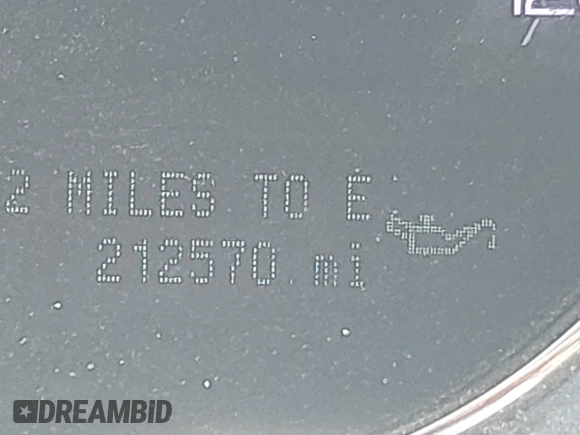 2 MILES TO E
212570 mi
DREAMBID